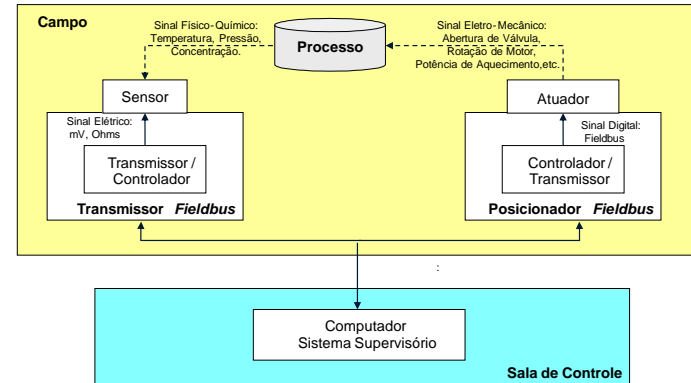 Campo
Sinal Físico-Químico:
Temperatura, Pressão,
Concentração.
Processo
Sinal Eletro-Mecânico:
Abertura de Válvula,
Rotação de Motor,
Potência de Aquecimento,etc.
Sensor
Atuador
Sinal Elétrico:
mV, Ohms
Sinal Digital:
Fieldbus
Transmissor /
Controlador
Controlador /
Transmissor
Transmissor Fieldbus
Posicionador Fieldbus
:
Computador
Sistema Supervisório
Sala de Controle